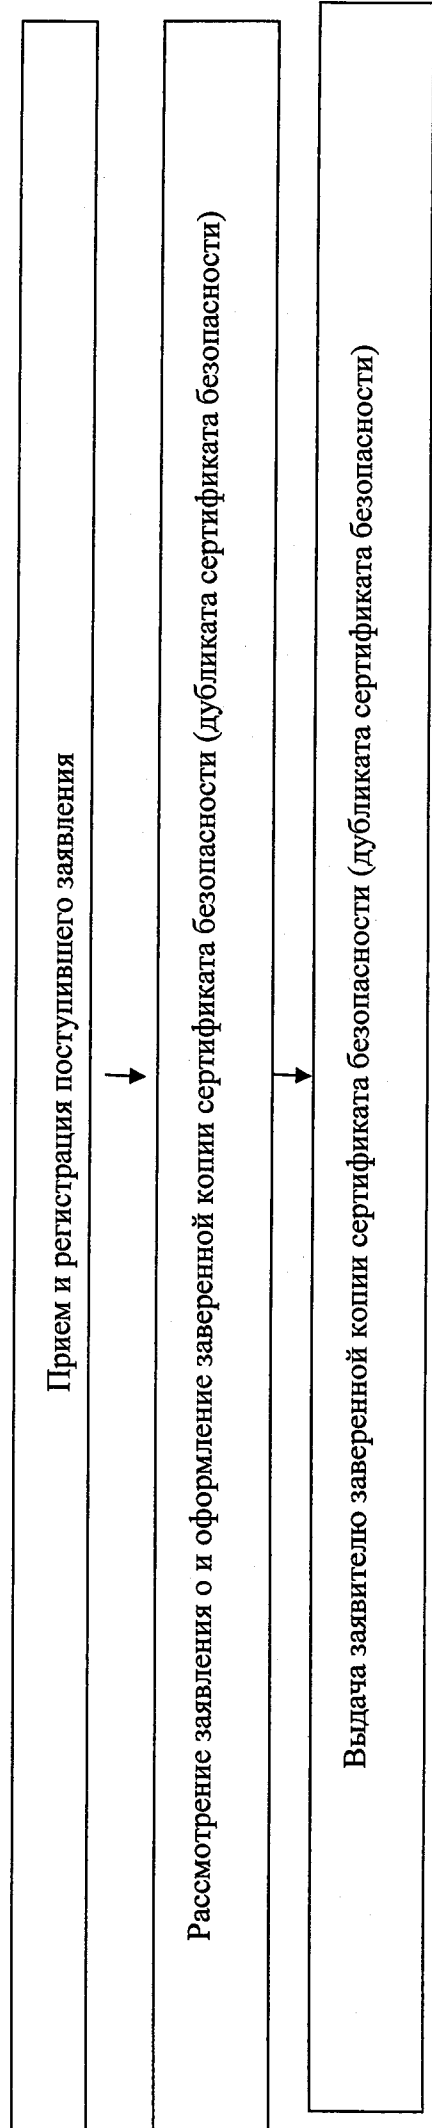 Прием и регистрация поступившего заявления
Рассмотрение заявления о и оформление заверенной копии сертификата безопасности (дубликата сертификата безопасности)
Выдача заявителю заверенной копии сертификата безопасности (дубликата сертификата безопасности)